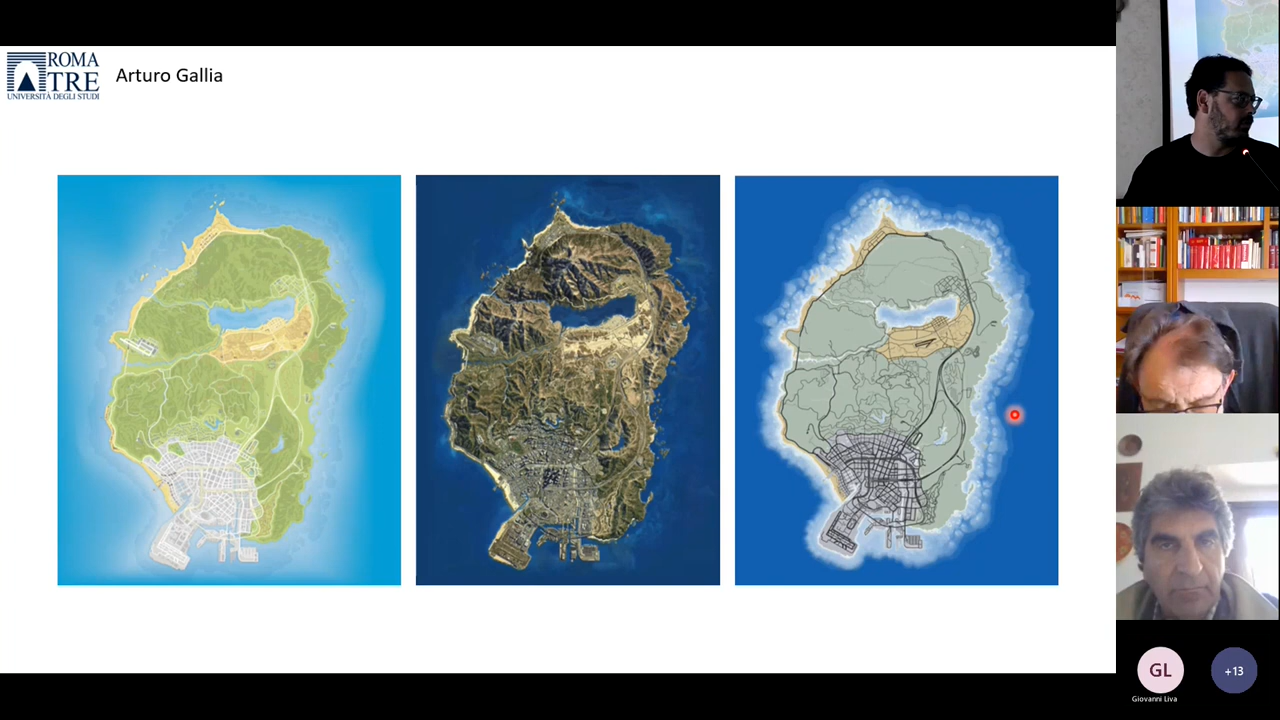 ROMA
TRE
UNIVERSITÀ DEGLI STUDI
Arturo Gallia
GL
+13
Giovanni Liva